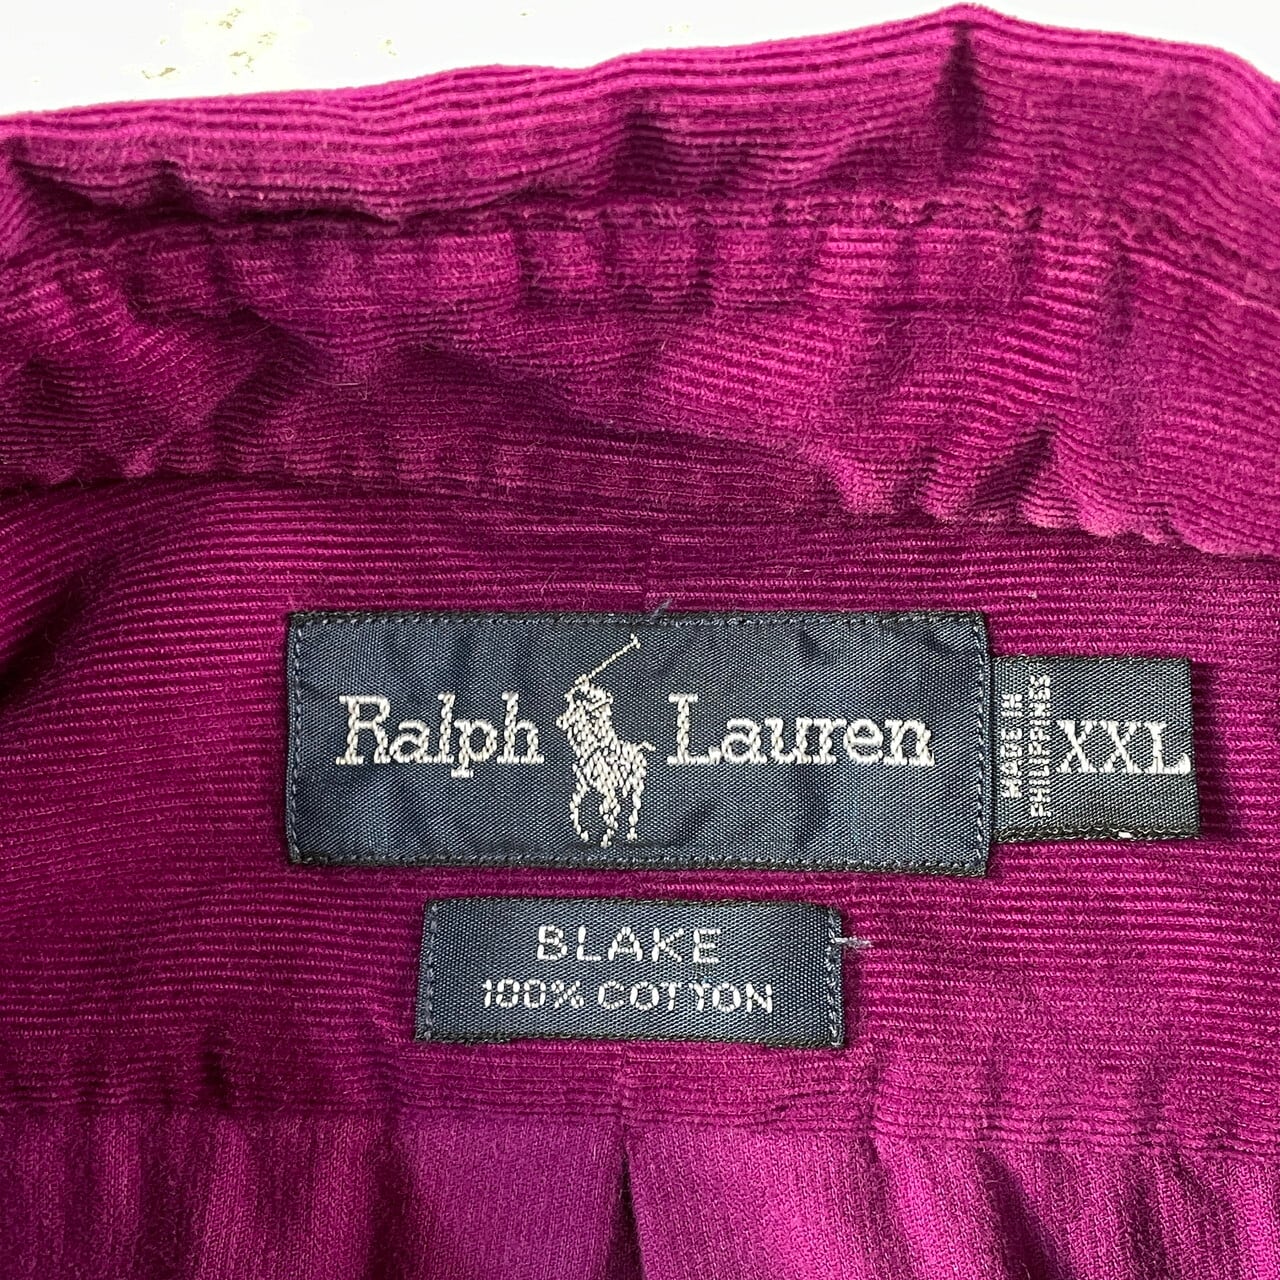 Ralph Lauren
MADE IN
PHILIPPINES
XXL
BLAKE
100% COTTON